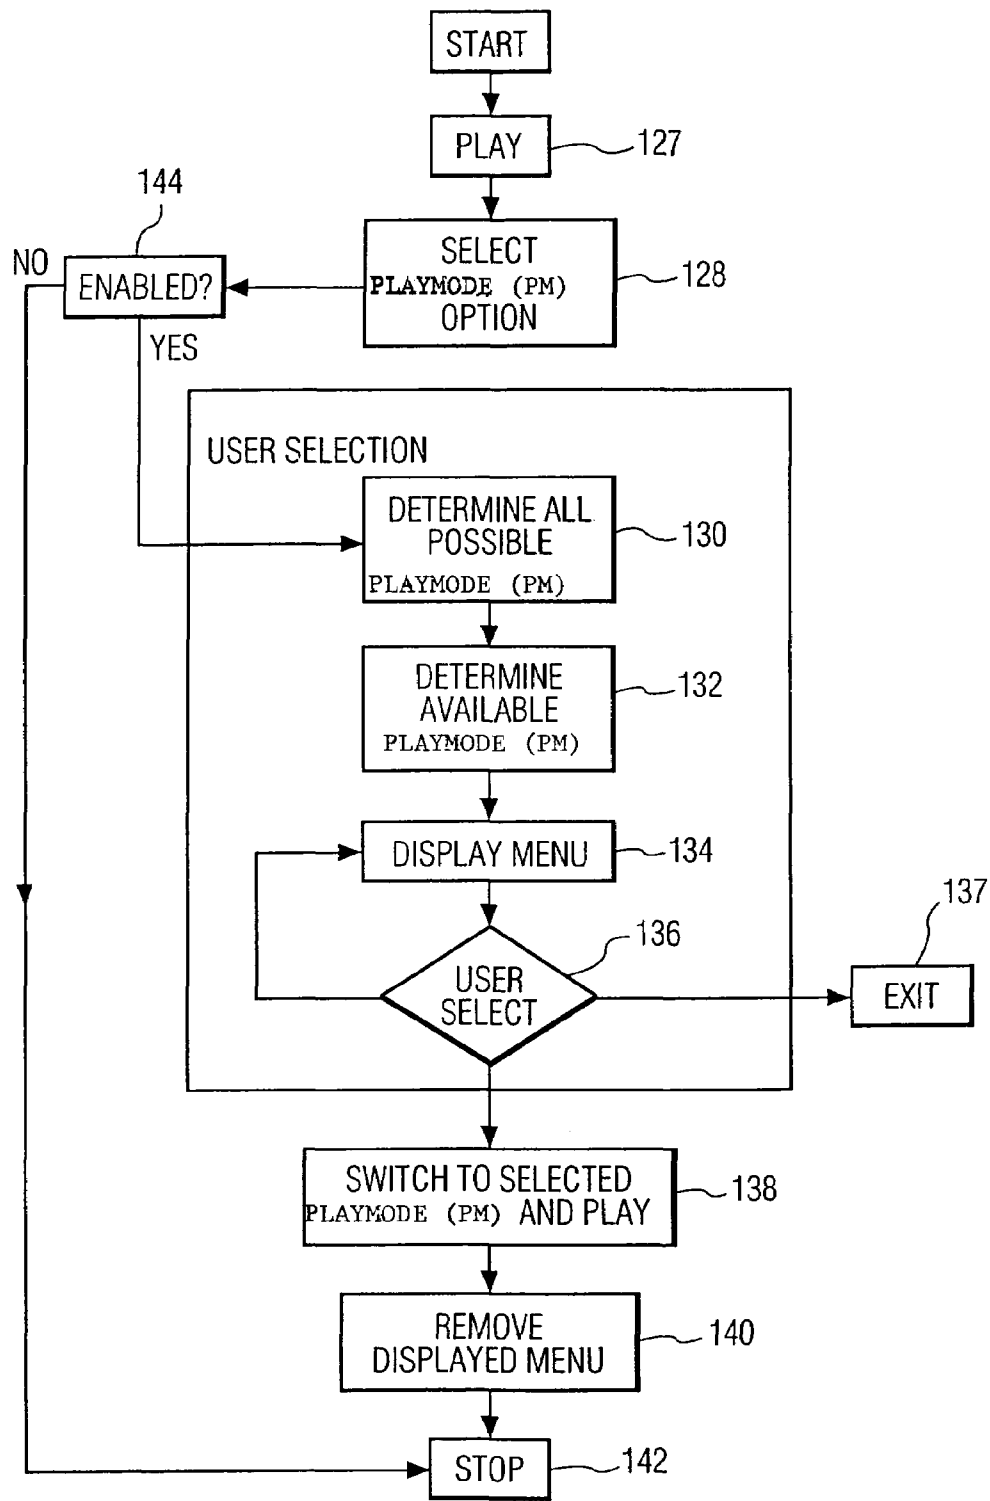 START
PLAY
127
144
SELECT
PLAYMODE (PM)
OPTION
128
NO
ENABLED?
YES
USER SELECTION
DETERMINE ALL
POSSIBLE
PLAYMODE (PM)
130
DETERMINE
AVAILABLE
PLAYMODE (PM)
132
DISPLAY MENU
134
136
137
USER
SELECT
EXIT
SWITCH TO SELECTED
PLAYMODE (PM) AND PLAY
138
REMOVE
DISPLAYED MENU
140
STOP
142